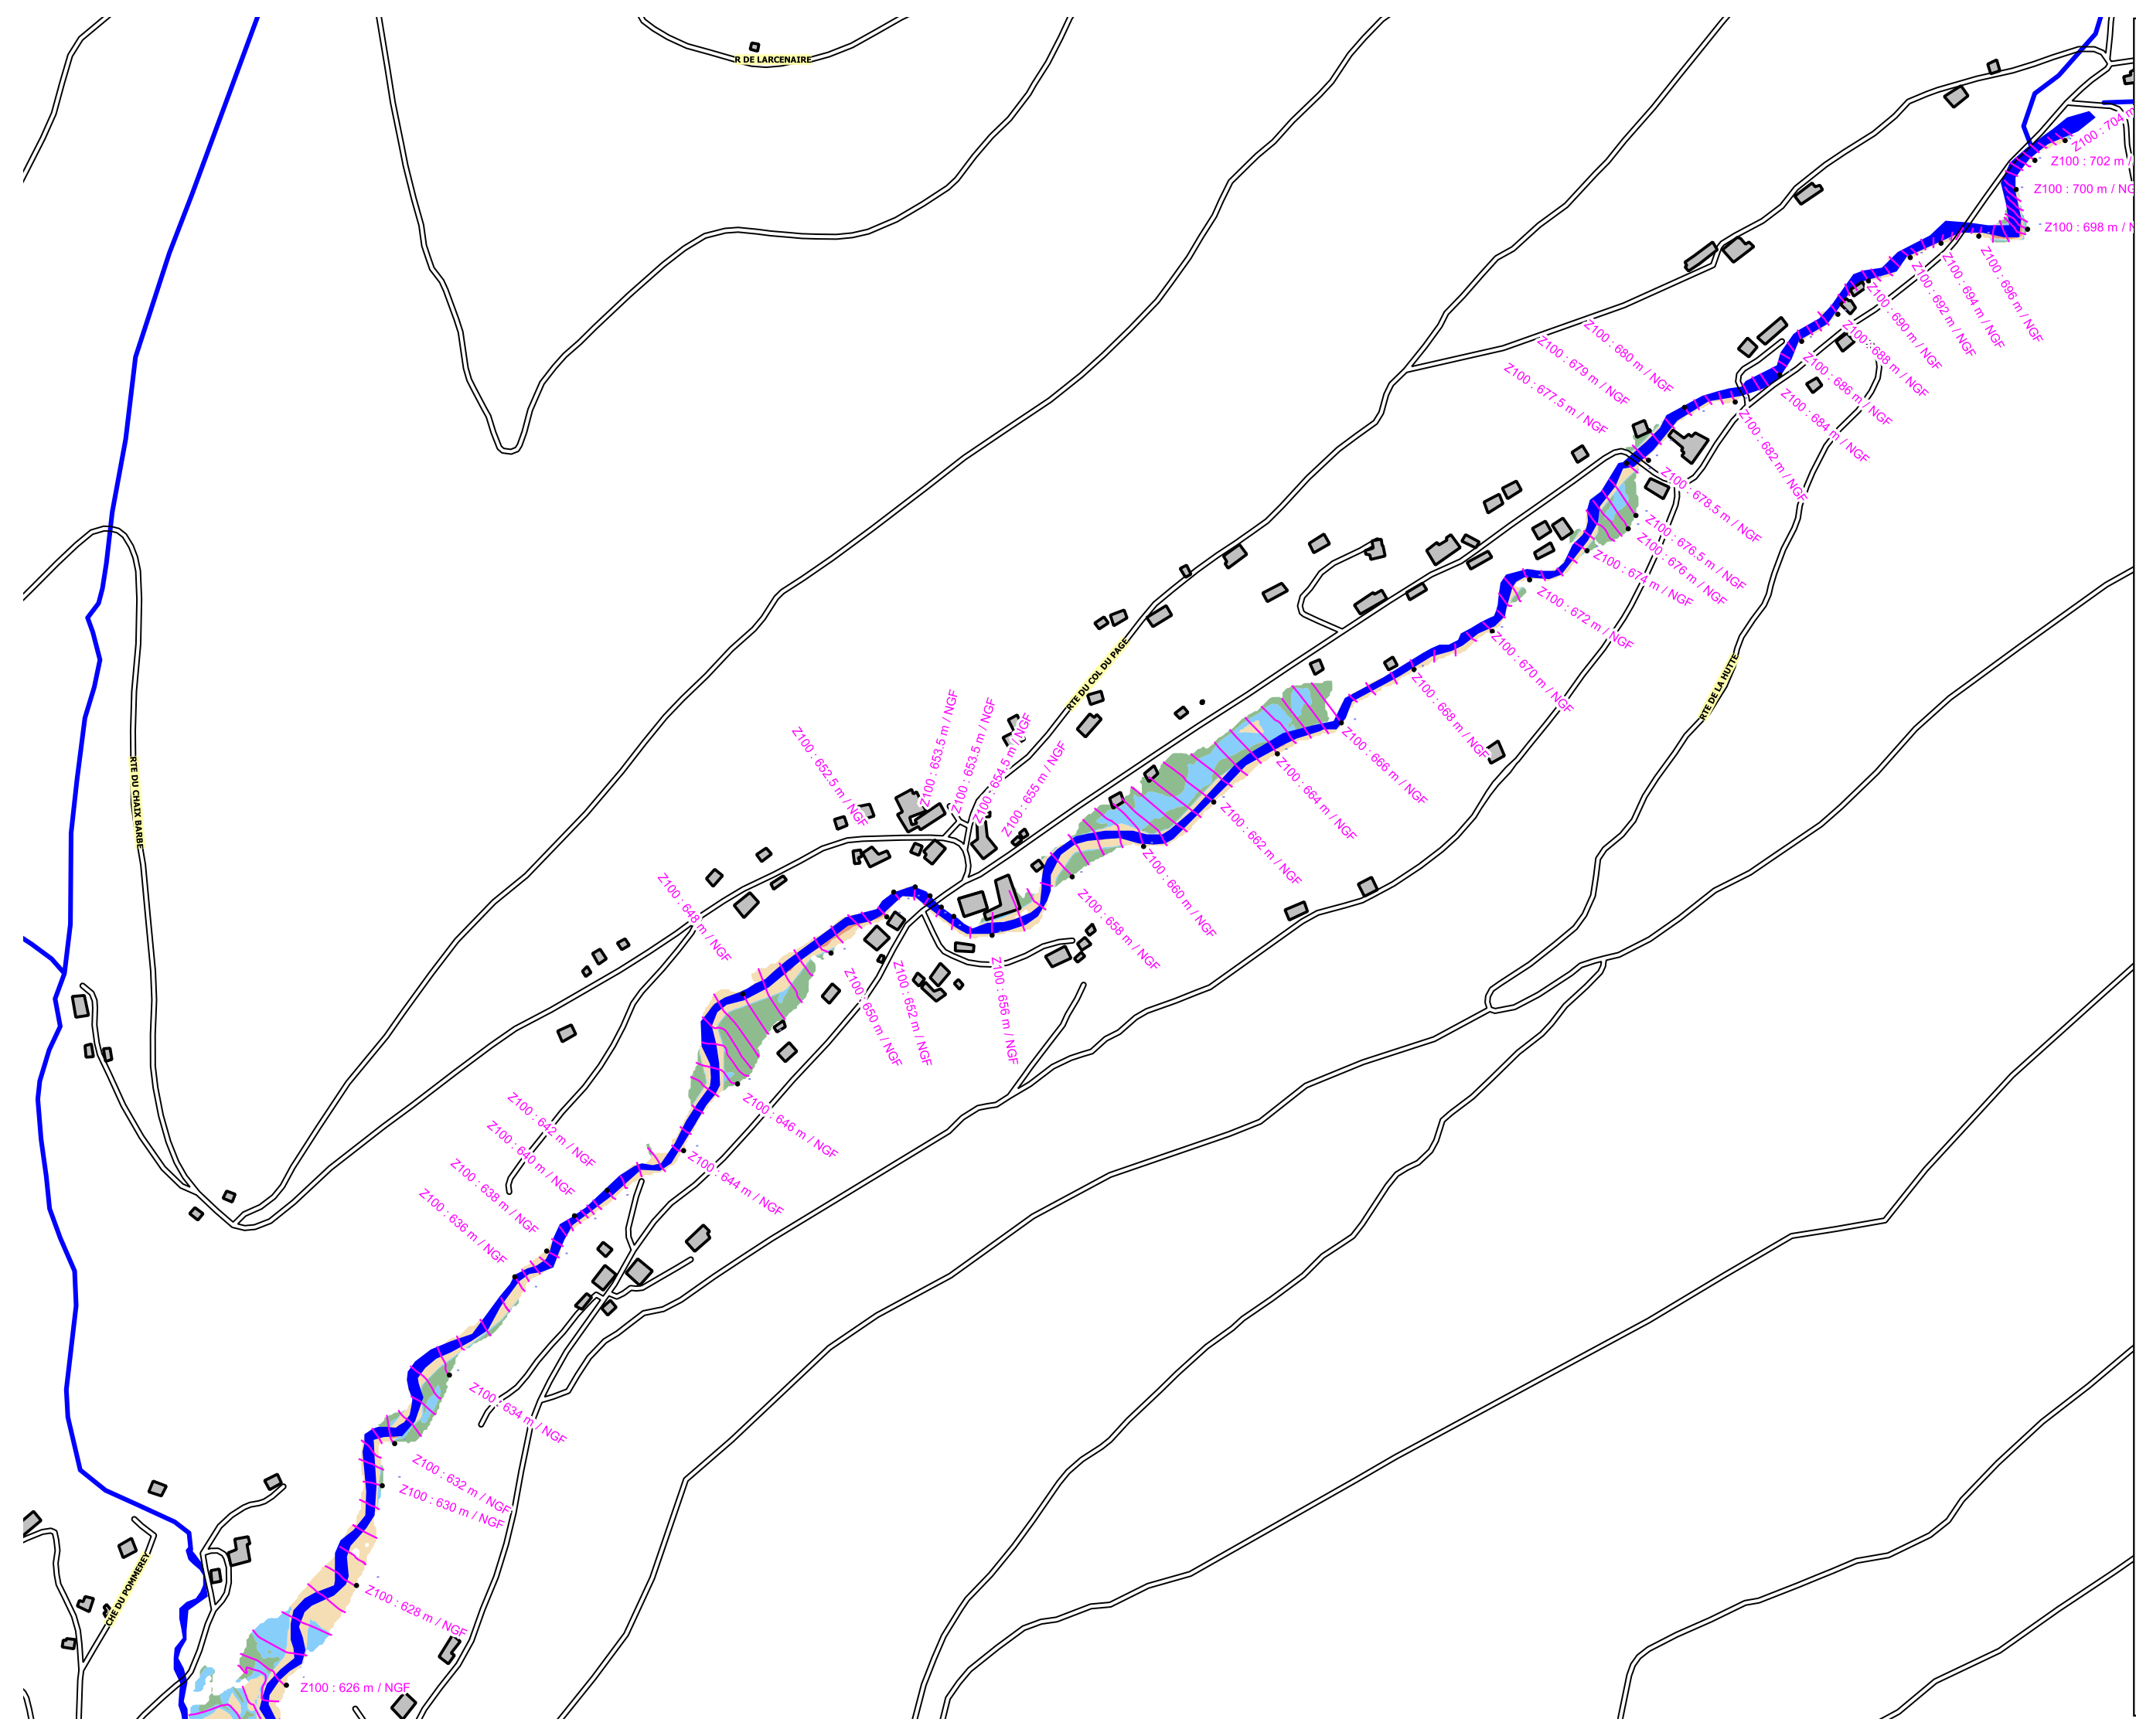 R DE LARCENAIRE
Z100 : 704 m
Z100 : 702 m /
Z100 : 700 m / NG
Z100 : 698 m / N
Z100 : 696 m / NGF
Z100 : 694 m / NGF
Z100 : 692 m / NGF
Z100 : 690 m / NGF
Z100 : 688 m / NGF
Z100 : 686 m / NGF
Z100 : 684 m / NGF
Z100 : 682 m / NGF
Z100 : 680 m / NGF
Z100 : 679 m / NGF
Z100 : 677.5 m / NGF
Z100 : 678.5 m / NGF
Z100 : 676.5 m / NGF
Z100 : 676 m / NGF
Z100 : 674 m / NGF
Z100 : 672 m / NGF
Z100 : 670 m / NGF
Z100 : 668 m / NGF
Z100 : 666 m / NGF
Z100 : 664 m / NGF
Z100 : 662 m / NGF
Z100 : 660 m / NGF
Z100 : 658 m / NGF
Z100 : 656 m / NGF
RTE DU COL DU PAGE
RTE DE LA HUTTE
RTE DU CHAIX BARBE
Z100 : 652.5 m / NGF
Z100 : 653.5 m / NGF
Z100 : 653.5 m / NGF
Z100 : 654.5 m / NGF
Z100 : 655 m / NGF
Z100 : 652 m / NGF
Z100 : 650 m / NGF
Z100 : 648 m / NGF
Z100 : 646 m / NGF
Z100 : 644 m / NGF
Z100 : 642 m / NGF
Z100 : 640 m / NGF
Z100 : 638 m / NGF
Z100 : 636 m / NGF
Z100 : 634 m / NGF
Z100 : 632 m / NGF
Z100 : 630 m / NGF
CHE DU POMMEREY
Z100 : 628 m / NGF
Z100 : 626 m / NGF